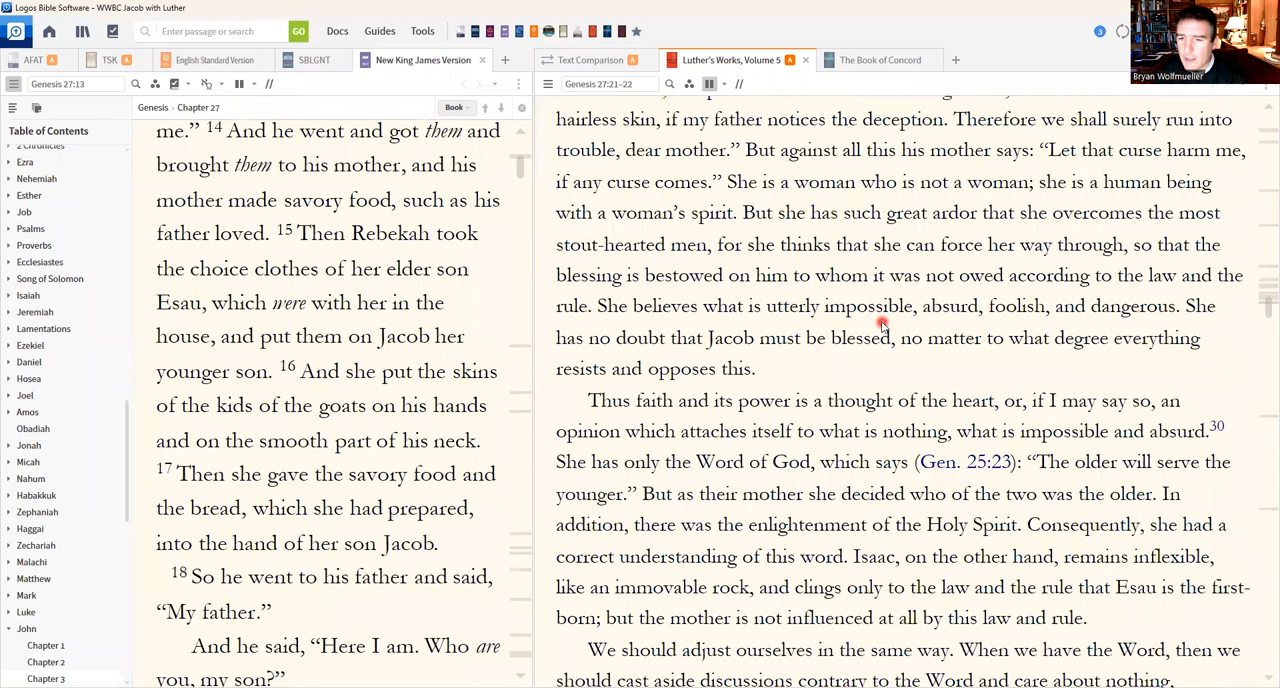 Logos Bible Software - WWBC Jacob with Luther
Enter passage or search
GO
Docs
Guides
Tools
3
AFAT A
TSK A
English Standard Version
SBLGNT
New King James Version
Text Comparison A
Luther's Works, Volume 5 A
The Book of Concord
Bryan Wolfmueller
Genesis 27:13
Genesis 27:21–22
Genesis › Chapter 27
Book
Table of Contents
2 Chronicles
Ezra
Nehemiah
Esther
Job
Psalms
Proverbs
Ecclesiastes
Song of Solomon
Isaiah
Jeremiah
Lamentations
Ezekiel
Daniel
Hosea
Joel
Amos
Obadiah
Jonah
Micah
Nahum
Habakkuk
Zephaniah
Haggai
Zechariah
Malachi
Matthew
Mark
Luke
John
Chapter 1
Chapter 2
Chapter 3
me.” 14 And he went and got them and
brought them to his mother, and his
mother made savory food, such as his
father loved. 15 Then Rebekah took
the choice clothes of her elder son
Esau, which were with her in the
house, and put them on Jacob her
younger son. 16 And she put the skins
of the kids of the goats on his hands
and on the smooth part of his neck.
17 Then she gave the savory food and
the bread, which she had prepared,
into the hand of her son Jacob.
18 So he went to his father and said,
“My father.”
And he said, “Here I am. Who are
you, my son?”
hairless skin, if my father notices the deception. Therefore we shall surely run into
trouble, dear mother.” But against all this his mother says: “Let that curse harm me,
if any curse comes.” She is a woman who is not a woman; she is a human being
with a woman’s spirit. But she has such great ardor that she overcomes the most
stout-hearted men, for she thinks that she can force her way through, so that the
blessing is bestowed on him to whom it was not owed according to the law and the
rule. She believes what is utterly impossible, absurd, foolish, and dangerous. She
has no doubt that Jacob must be blessed, no matter to what degree everything
resists and opposes this.
Thus faith and its power is a thought of the heart, or, if I may say so, an
opinion which attaches itself to what is nothing, what is impossible and absurd.30
She has only the Word of God, which says (Gen. 25:23): “The older will serve the
younger.” But as their mother she decided who of the two was the older. In
addition, there was the enlightenment of the Holy Spirit. Consequently, she had a
correct understanding of this word. Isaac, on the other hand, remains inflexible,
like an immovable rock, and clings only to the law and the rule that Esau is the first-
born; but the mother is not influenced at all by this law and rule.
We should adjust ourselves in the same way. When we have the Word, then we
should cast aside discussions contrary to the Word and care about nothing,